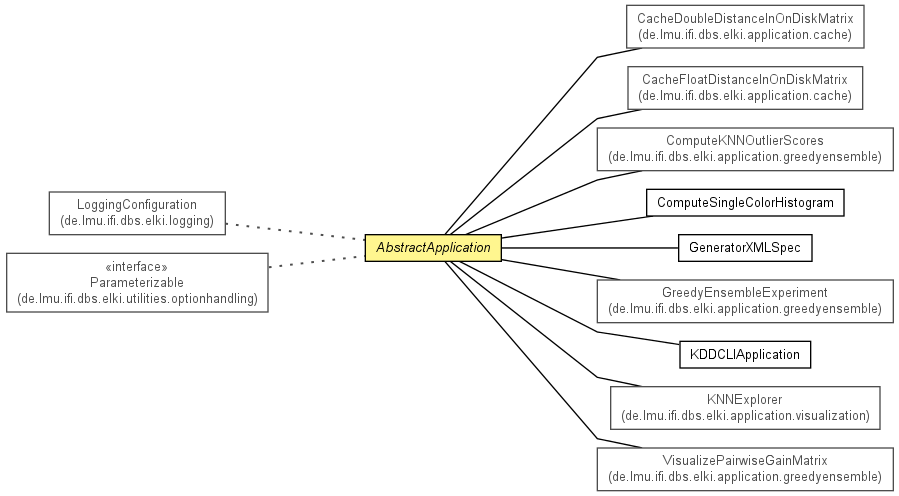 LoggingConfiguration
(de.lmu.ifi.dbs.elki.logging)
«interface»
Parameterizable
(de.lmu.ifi.dbs.elki.utilities.optionhandling)
AbstractApplication
CacheDoubleDistanceInOnDiskMatrix
(de.lmu.ifi.dbs.elki.application.cache)
CacheFloatDistanceInOnDiskMatrix
(de.lmu.ifi.dbs.elki.application.cache)
ComputeKNNOutlierScores
(de.lmu.ifi.dbs.elki.application.greedyensemble)
ComputeSingleColorHistogram
GeneratorXMLSpec
GreedyEnsembleExperiment
(de.lmu.ifi.dbs.elki.application.greedyensemble)
KDDCLIApplication
KNNExplorer
(de.lmu.ifi.dbs.elki.application.visualization)
VisualizePairwiseGainMatrix
(de.lmu.ifi.dbs.elki.application.greedyensemble)